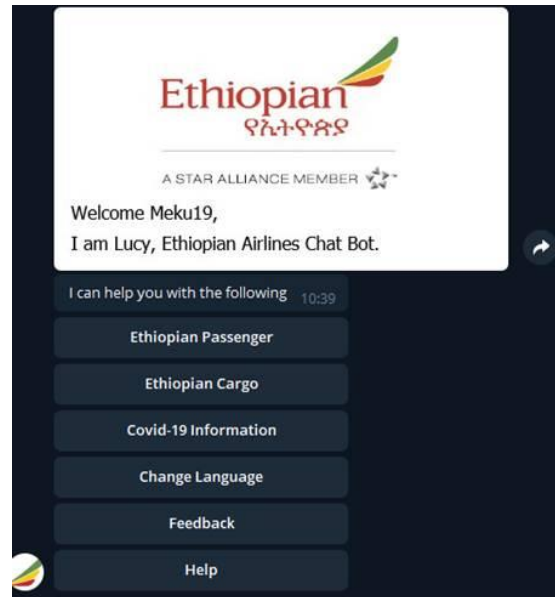 Ethiopian
የኢትዮጵያ
A STAR ALLIANCE MEMBER
Welcome Meku19,
I am Lucy, Ethiopian Airlines Chat Bot.
I can help you with the following 10:39
Ethiopian Passenger
Ethiopian Cargo
Covid-19 Information
Change Language
Feedback
Help